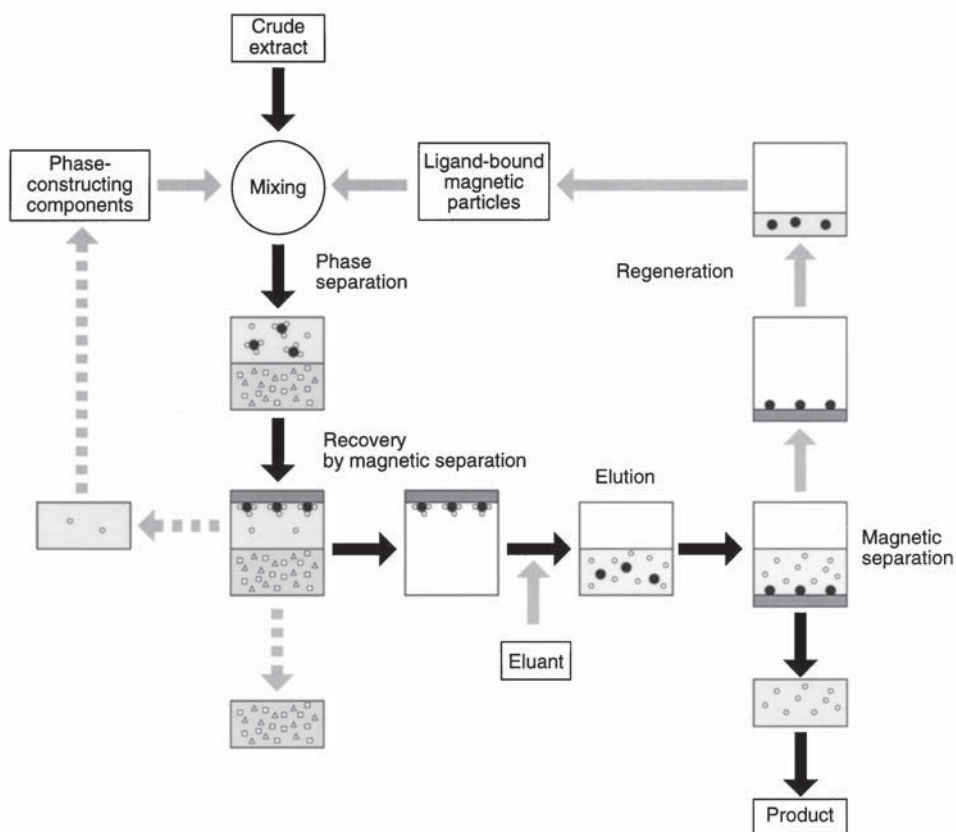 Crude
extract
Phase-
constructing
components
Mixing
Ligand-bound
magnetic
particles
Phase
separation
Regeneration
Recovery
by magnetic separation
Elution
Magnetic
separation
Eluant
Product